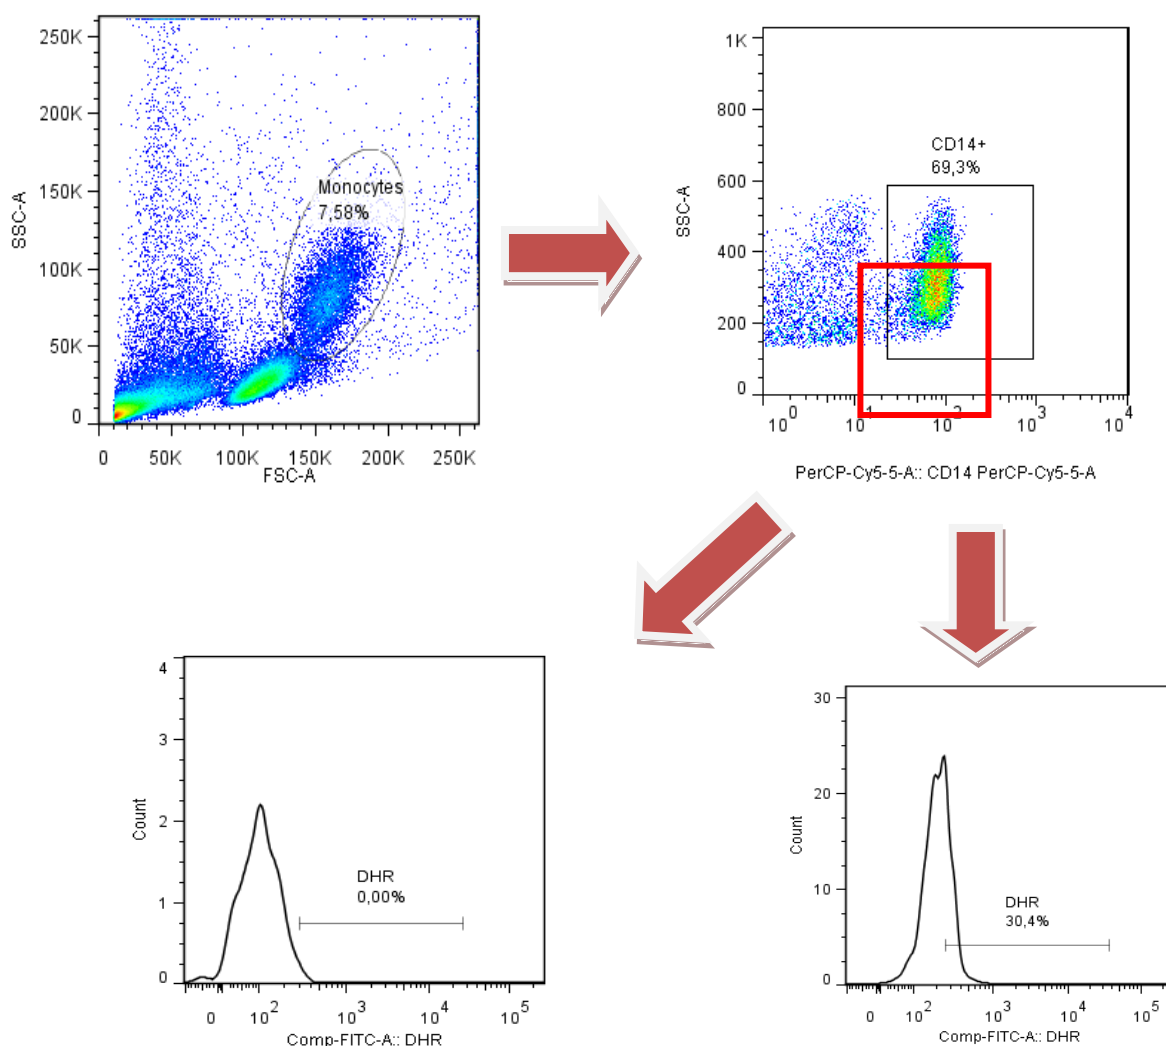 250K
200K
150K
100K
50K
0
SSC-A
Monocytes
7,58%
0 50K 100K 150K 200K 250K
FSC-A
1K
800
600
400
200
0
SSC-A
CD14+
69,3%
10^0 10^1 10^2 10^3 10^4
PerCP-Cy5-5-A:: CD14 PerCP-Cy5-5-A
4
3
2
1
0
Count
DHR
0,00%
0 10^2 10^3 10^4 10^5
Comp-FITC-A:: DHR
30
20
10
0
Count
DHR
30,4%
0 10^2 10^3 10^4 10^5
Comp-FITC-A:: DHR